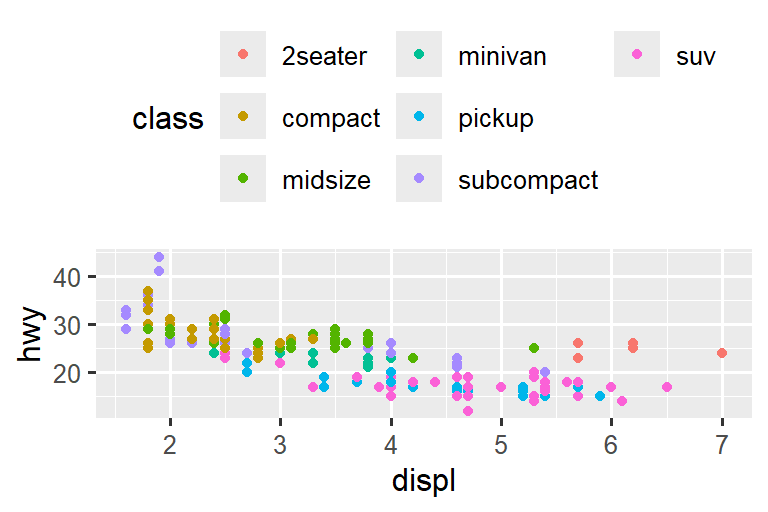 2seater minivan suv
class compact pickup
midsize subcompact
hwy
40
30
20
2 3 4 5 6 7
displ